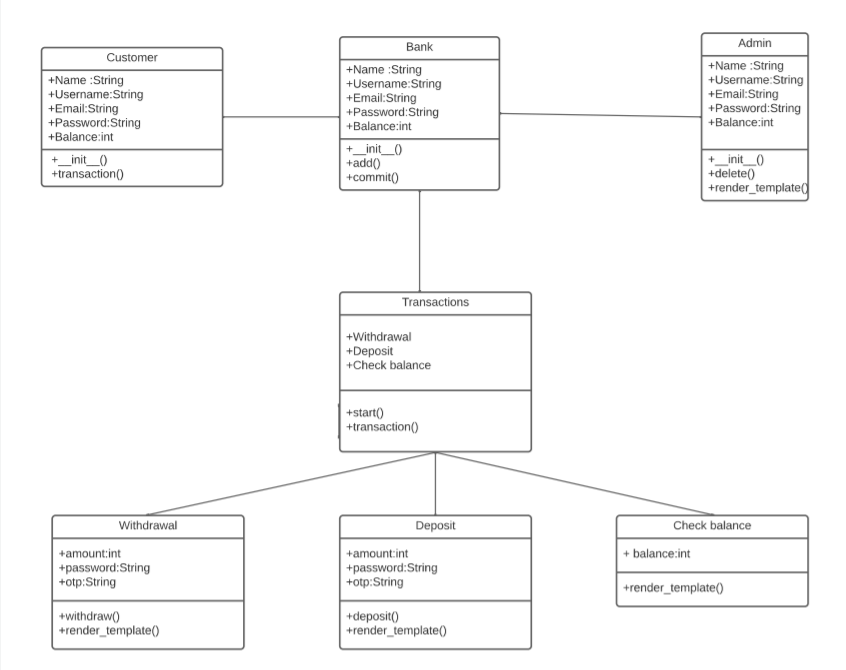 Customer
+Name :String
+Username:String
+Email:String
+Password:String
+Balance:int
+__init__()
+transaction()
Bank
+Name :String
+Username:String
+Email:String
+Password:String
+Balance:int
+__init__()
+add()
+commit()
Admin
+Name :String
+Username:String
+Email:String
+Password:String
+Balance:int
+__init__()
+delete()
+render_template()
Transactions
+Withdrawal
+Deposit
+Check balance
+start()
+transaction()
Withdrawal
+amount:int
+password:String
+otp:String
+withdraw()
+render_template()
Deposit
+amount:int
+password:String
+otp:String
+deposit()
+render_template()
Check balance
+ balance:int
+render_template()